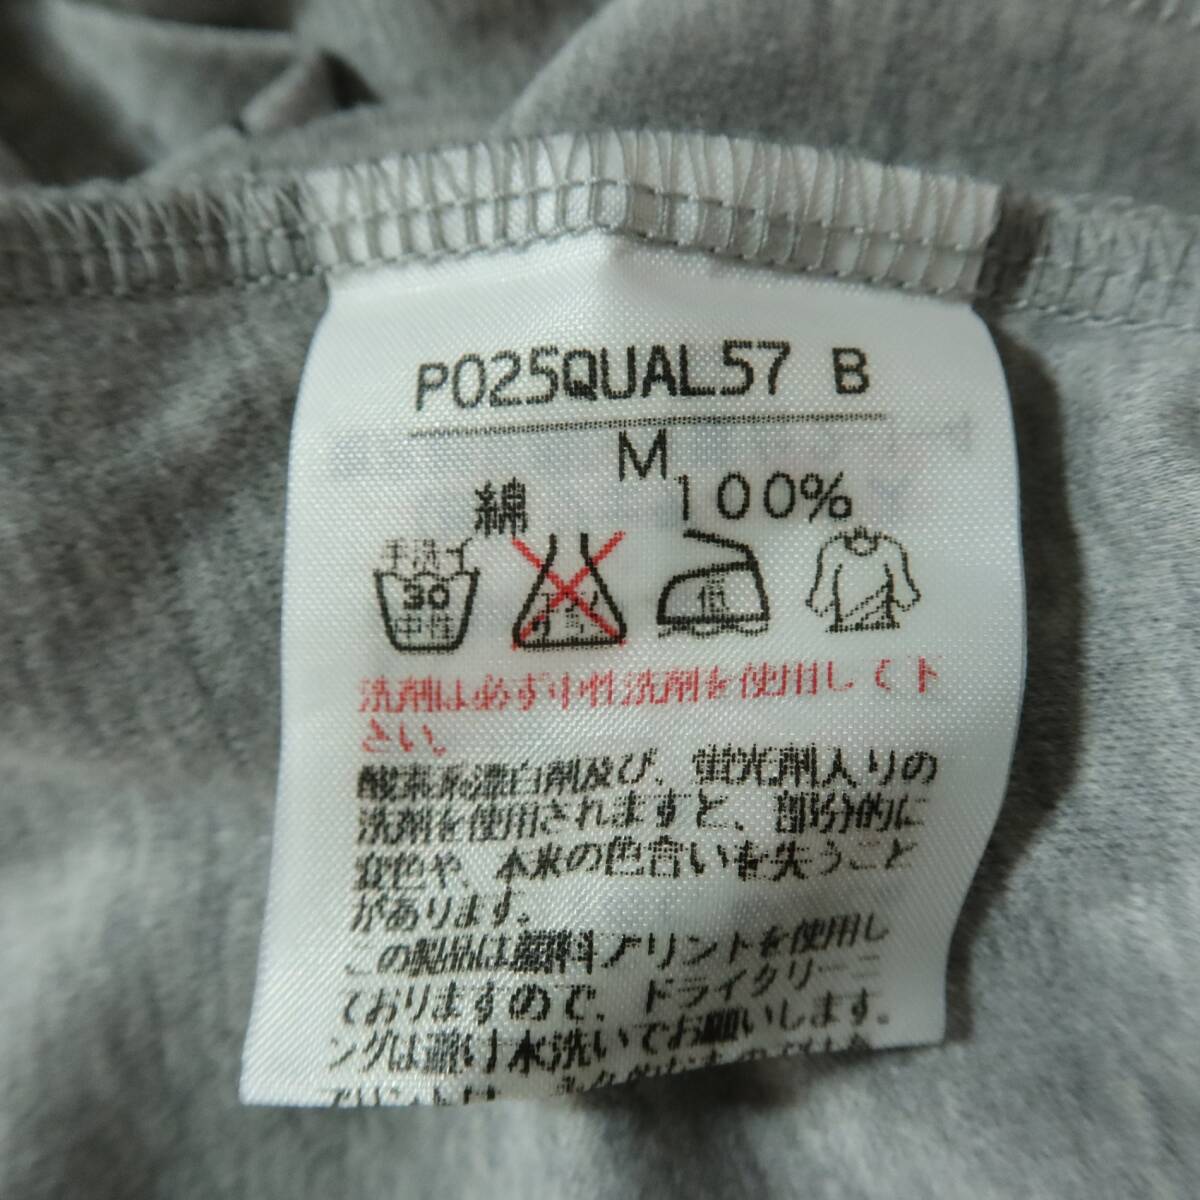 P025QUAL57 B
M
綿 100%
手洗イ
30
中性
低
洗剤は必ず中性洗剤を使用して下
さい。
酸素系漂白剤及び、蛍光剤入りの
洗剤を使用されますと、部分的に
変色や、本来の色合いを失うこと
があります。
この製品は顔料プリントを使用し
ておりますので、ドライクリーニ
ングは避け水洗いでお願いします。
プリントは、